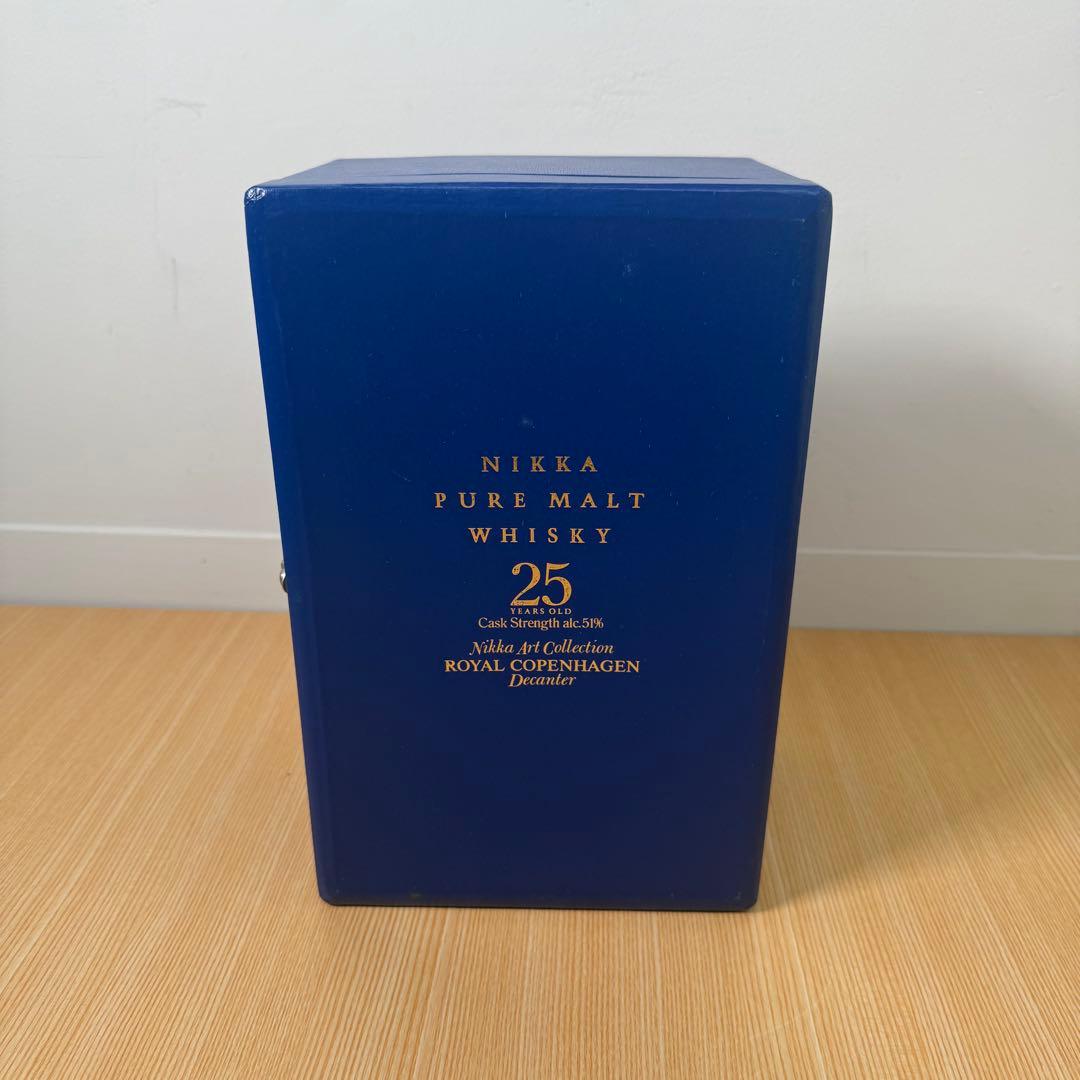 NIKKA
PURE MALT
WHISKY
25
YEARS OLD
Cask Strength alc.51%
Nikka Art Collection
ROYAL COPENHAGEN
Decanter